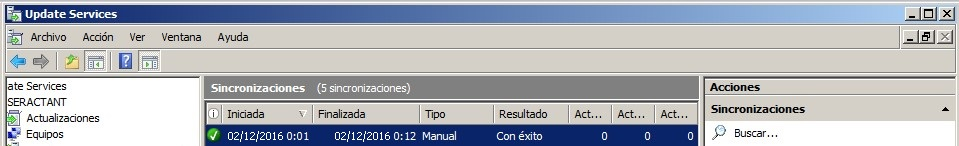 Update Services
Archivo Acción Ver Ventana Ayuda
ate Services
SERACTANT
Actualizaciones
Equipos
Sincronizaciones (5 sincronizaciones)
Iniciada Finalizada Tipo Resultado Act... Act... Act...
02/12/2016 0:01 02/12/2016 0:12 Manual Con éxito 0 0 0
Acciones
Sincronizaciones
Buscar...